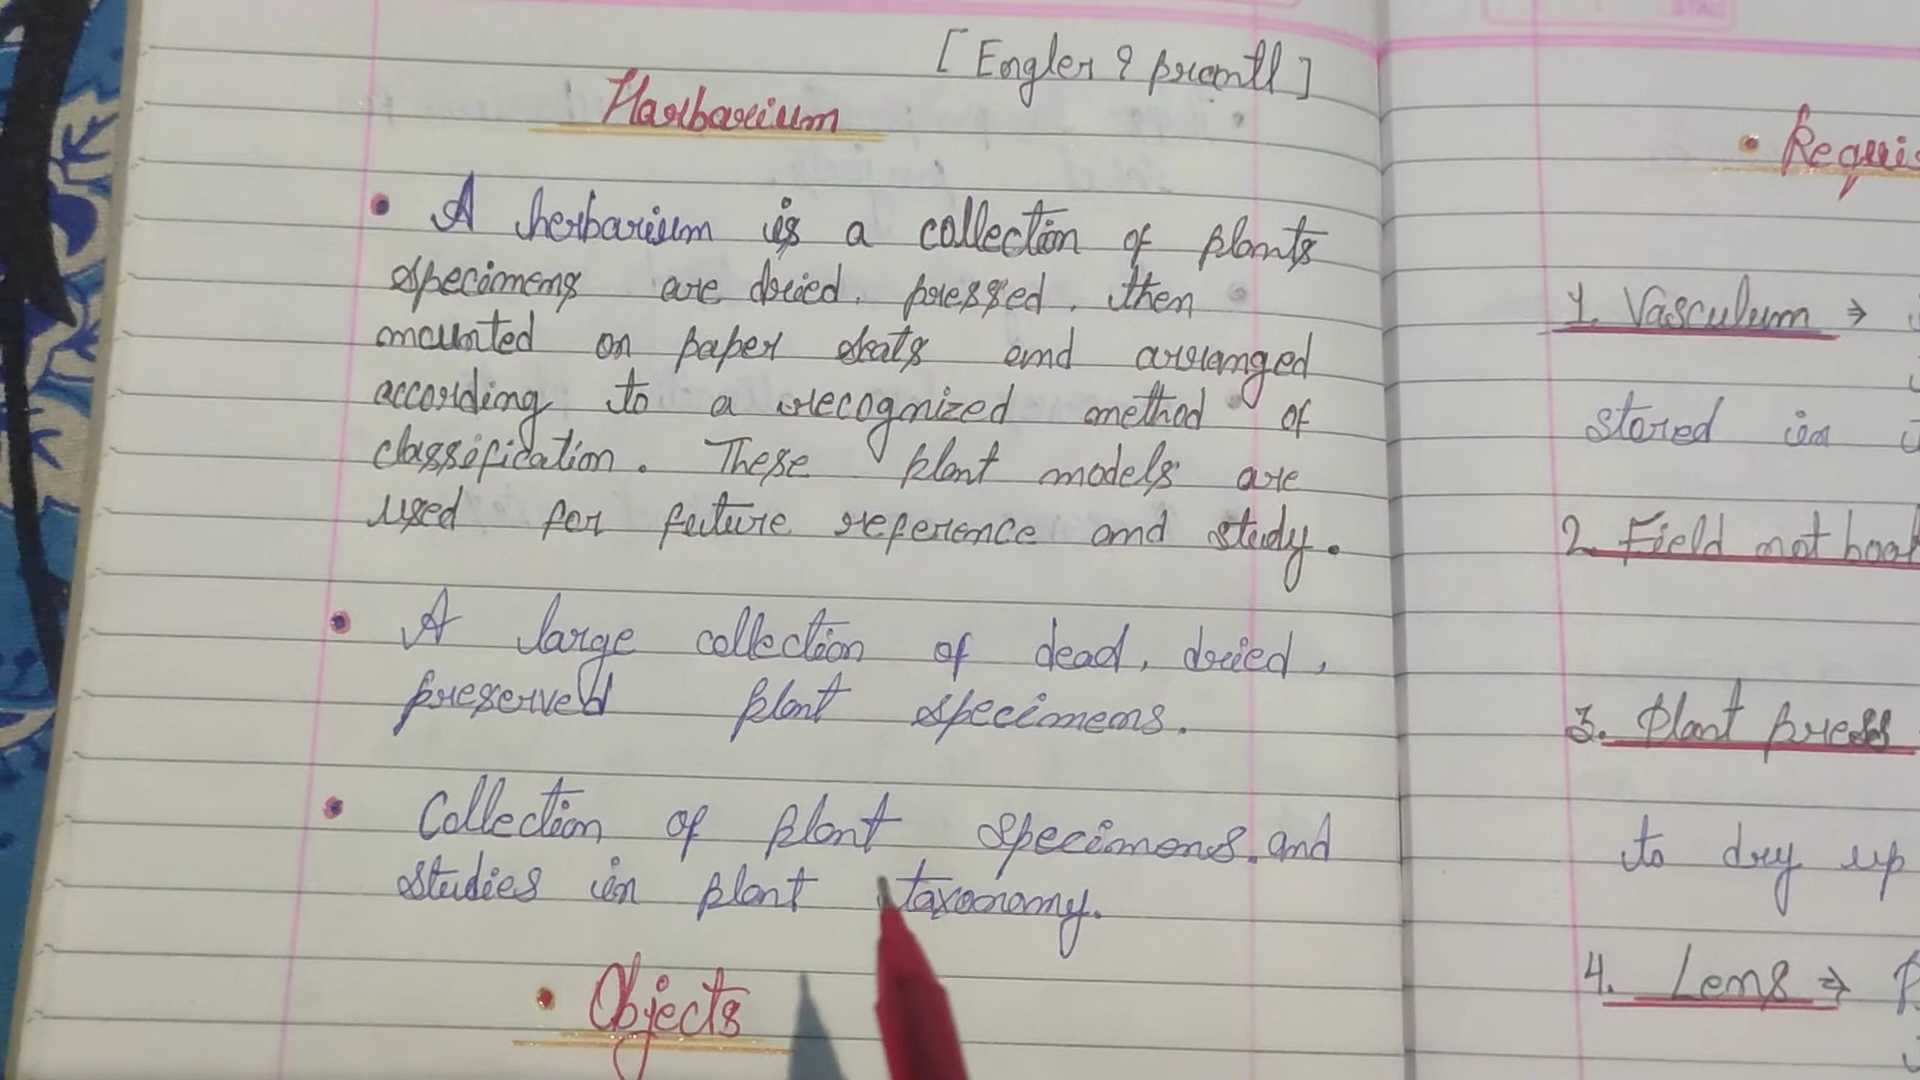 [Engler & prantl]
Harbarium
• A herbarium is a collection of plants
specimens are dried, pressed, then
mounted on paper shats and arranged
according to a recognized method of
classification. These plant models are
used for future reference and study.
• A large collection of dead, dried,
preserved plant specimens.
• Collection of plant specimens and
studies in plant taxonomy.
• Objects
• Requis
1. Vasculum →
stored in
2. Field not book
3. Plant press
to dry up
4. Lens ⇒